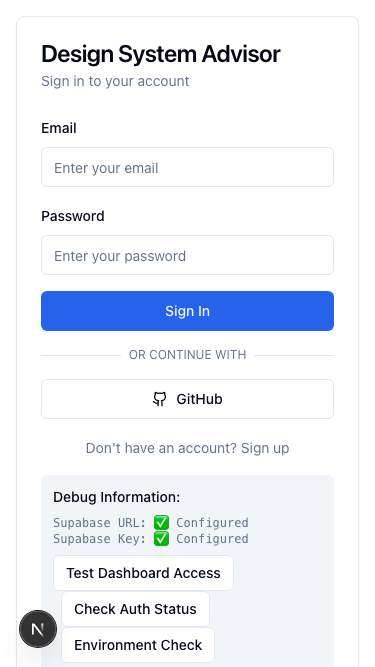 Design System Advisor
Sign in to your account
Email
Enter your email
Password
Enter your password
Sign In
OR CONTINUE WITH
GitHub
Don't have an account? Sign up
Debug Information:
Supabase URL: ✅ Configured
Supabase Key: ✅ Configured
Test Dashboard Access
Check Auth Status
N
Environment Check